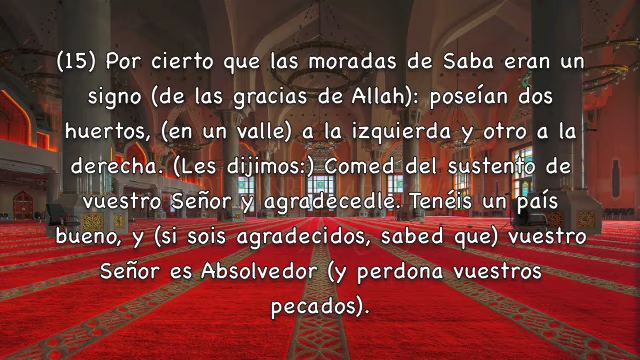 (15) Por cierto que las moradas de Saba eran un
signo (de las gracias de Allah): poseían dos
huertos, (en un valle) a la izquierda y otro a la
derecha. (Les dijimos:) Comed del sustento de
vuestro Señor y agradecedle. Tenéis un país
bueno, y (si sois agradecidos, sabed que) vuestro
Señor es Absolvedor (y perdona vuestros
pecados).